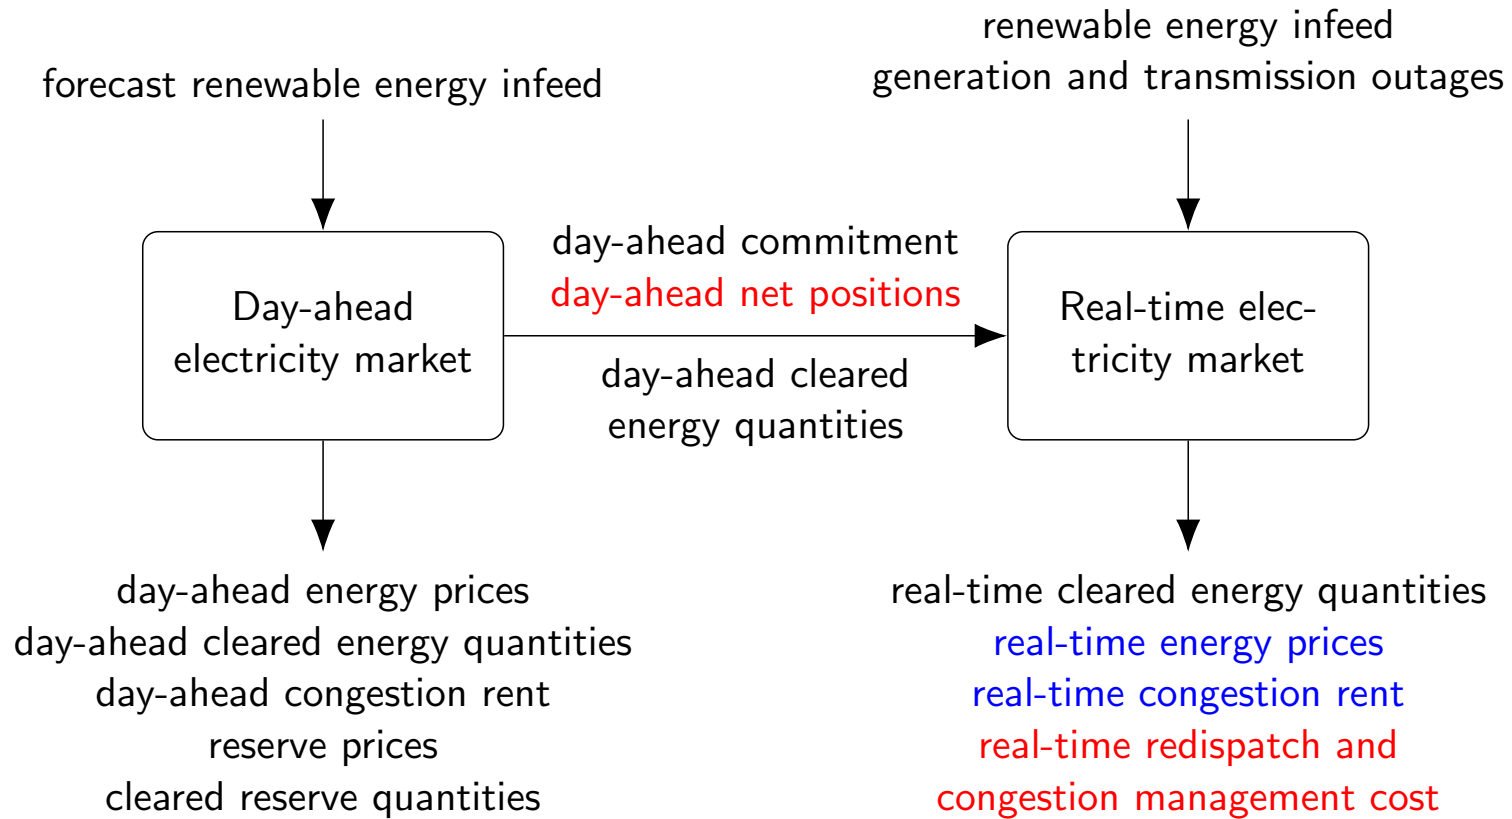 forecast renewable energy infeed
renewable energy infeed
generation and transmission outages
Day-ahead
electricity market
day-ahead commitment
day-ahead net positions
day-ahead cleared
energy quantities
Real-time elec-
tricity market
day-ahead energy prices
day-ahead cleared energy quantities
day-ahead congestion rent
reserve prices
cleared reserve quantities
real-time cleared energy quantities
real-time energy prices
real-time congestion rent
real-time redispatch and
congestion management cost